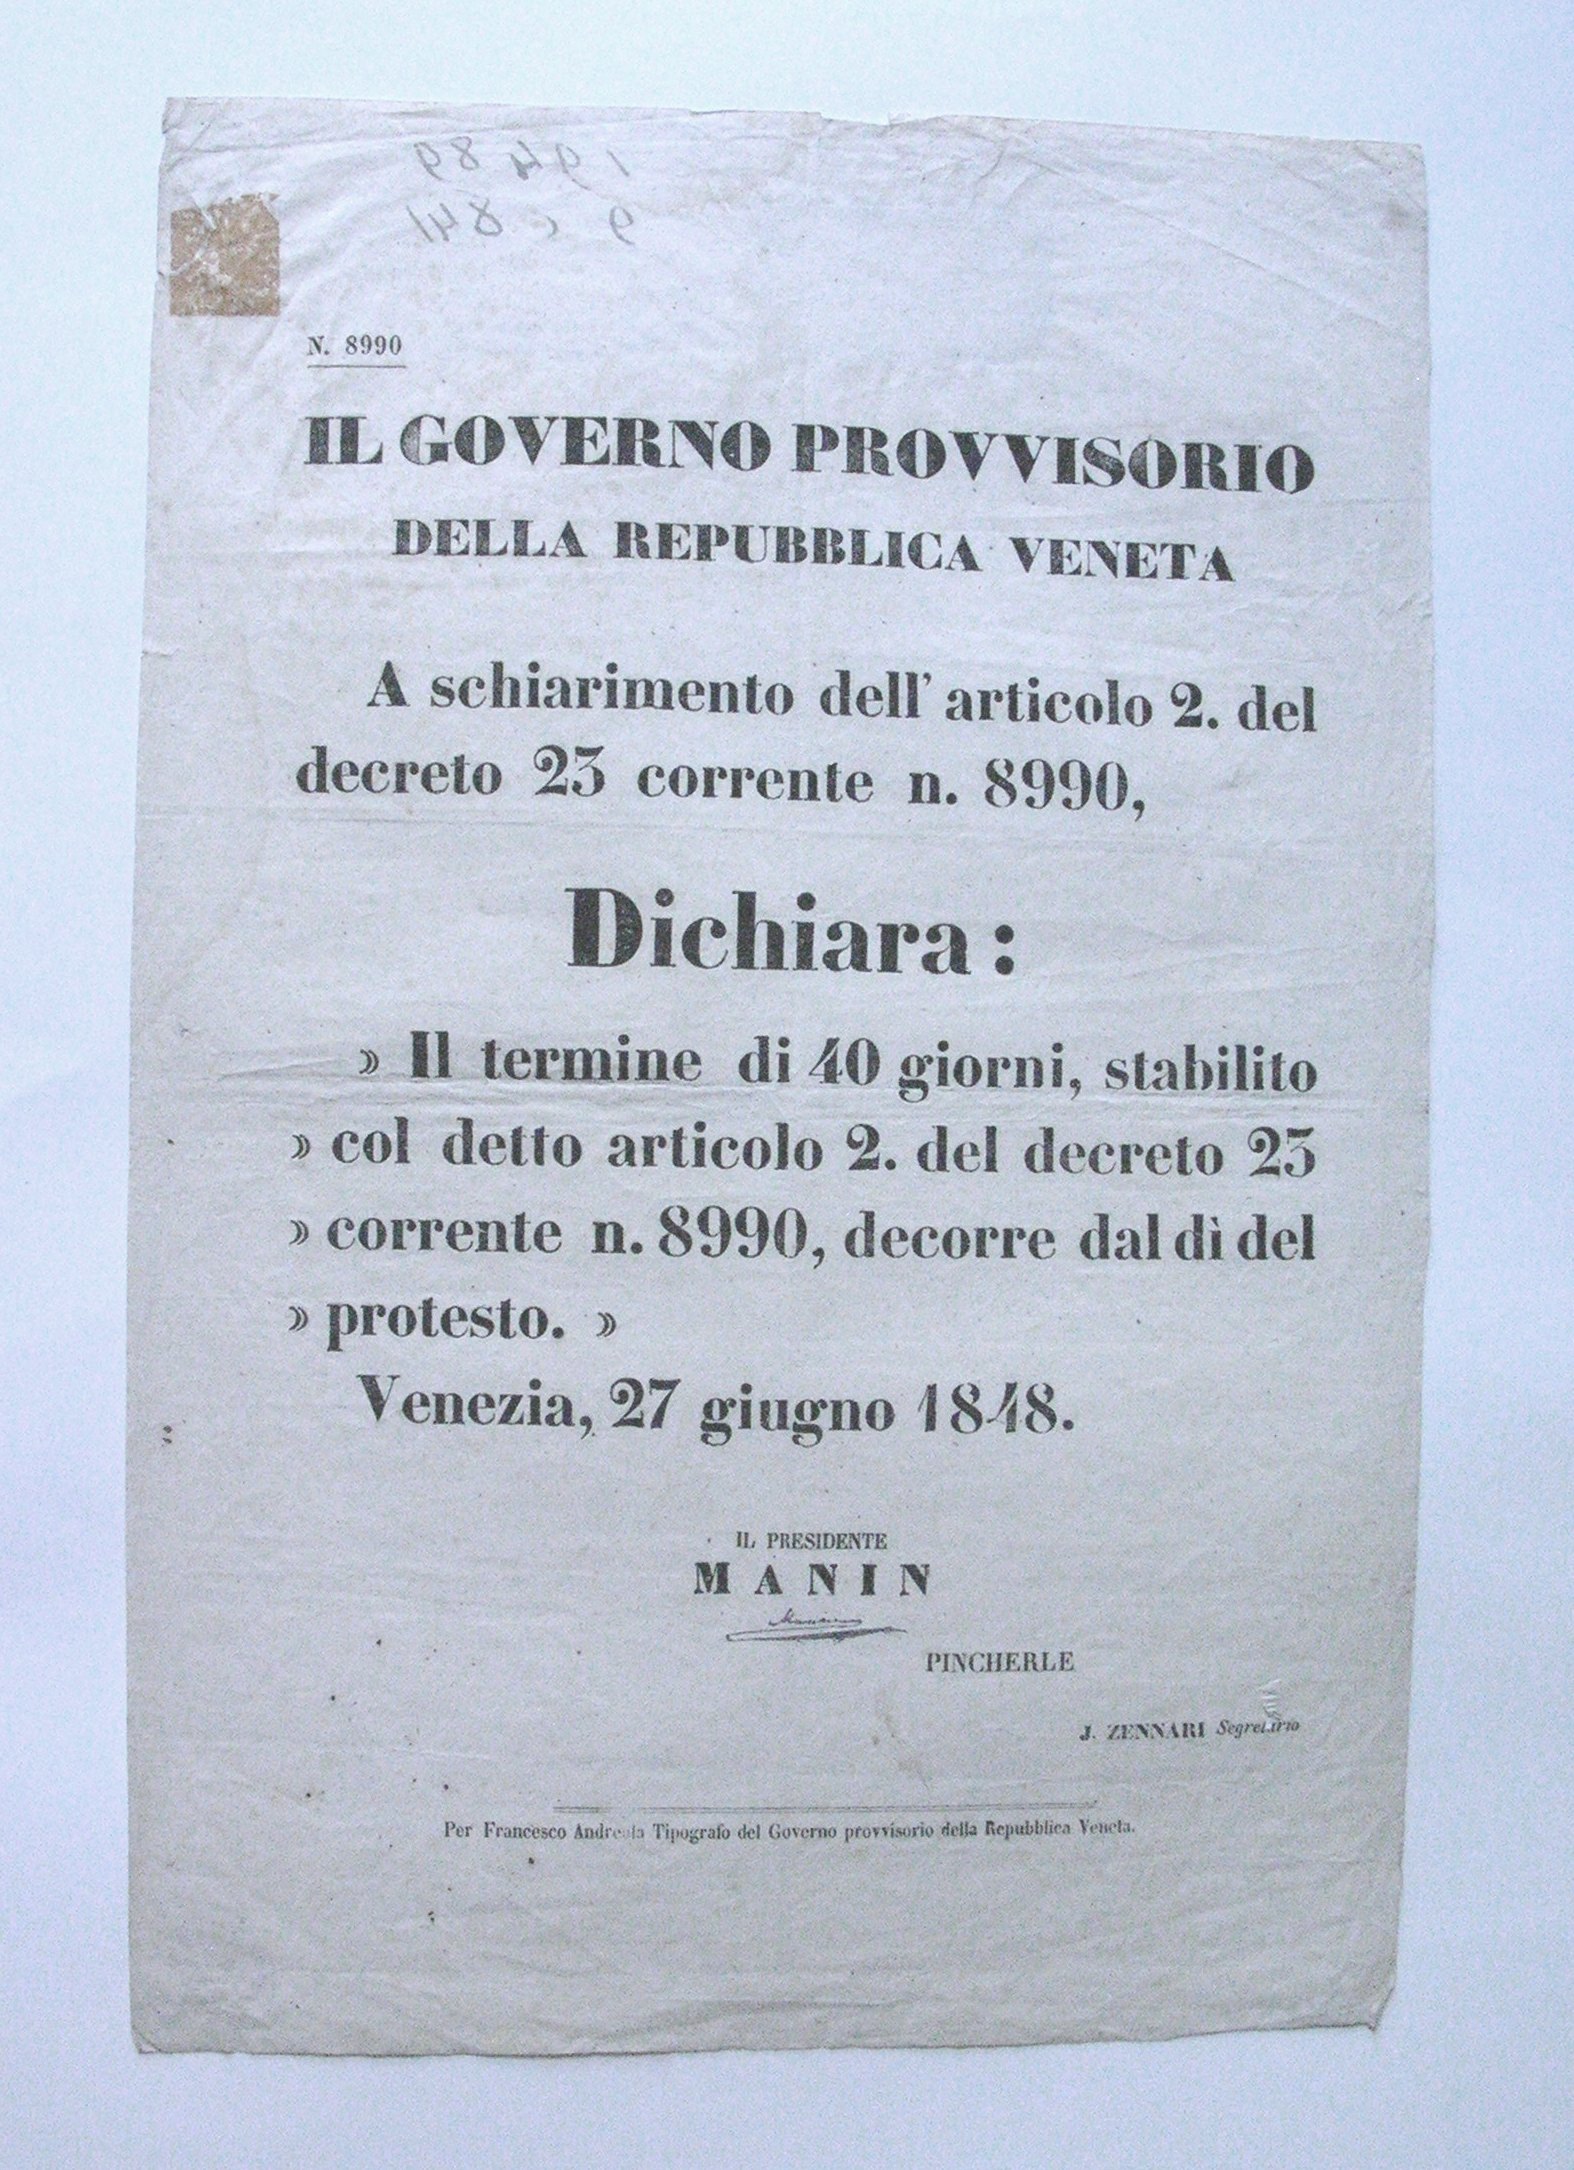 19489
9 c 841
N. 8990
IL GOVERNO PROVVISORIO
DELLA REPUBBLICA VENETA
A schiarimento dell' articolo 2. del
decreto 23 corrente n. 8990,
Dichiara:
» Il termine di 40 giorni, stabilito
» col detto articolo 2. del decreto 23
» corrente n. 8990, decorre dal dì del
» protesto. »
Venezia, 27 giugno 1848.
IL PRESIDENTE
MANIN
PINCHERLE
J. ZENNARI Segretario
Per Francesco Andreola Tipografo del Governo provvisorio della Repubblica Veneta.